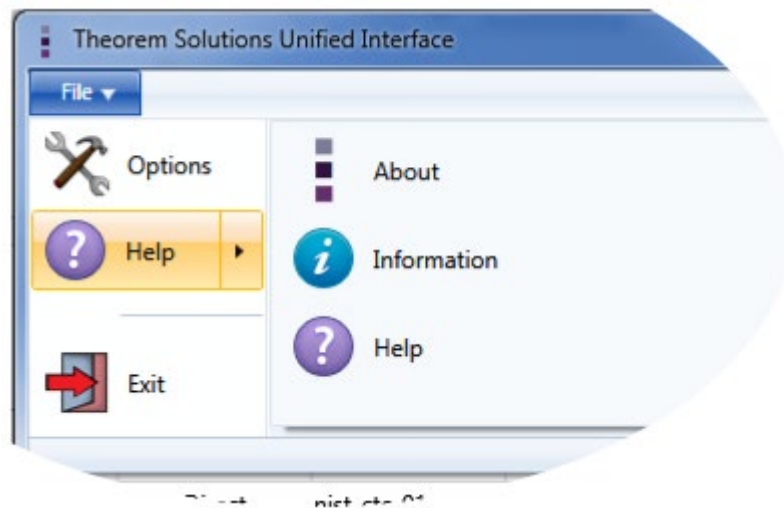 Theorem Solutions Unified Interface
File
Options
About
Help
Information
Help
Exit